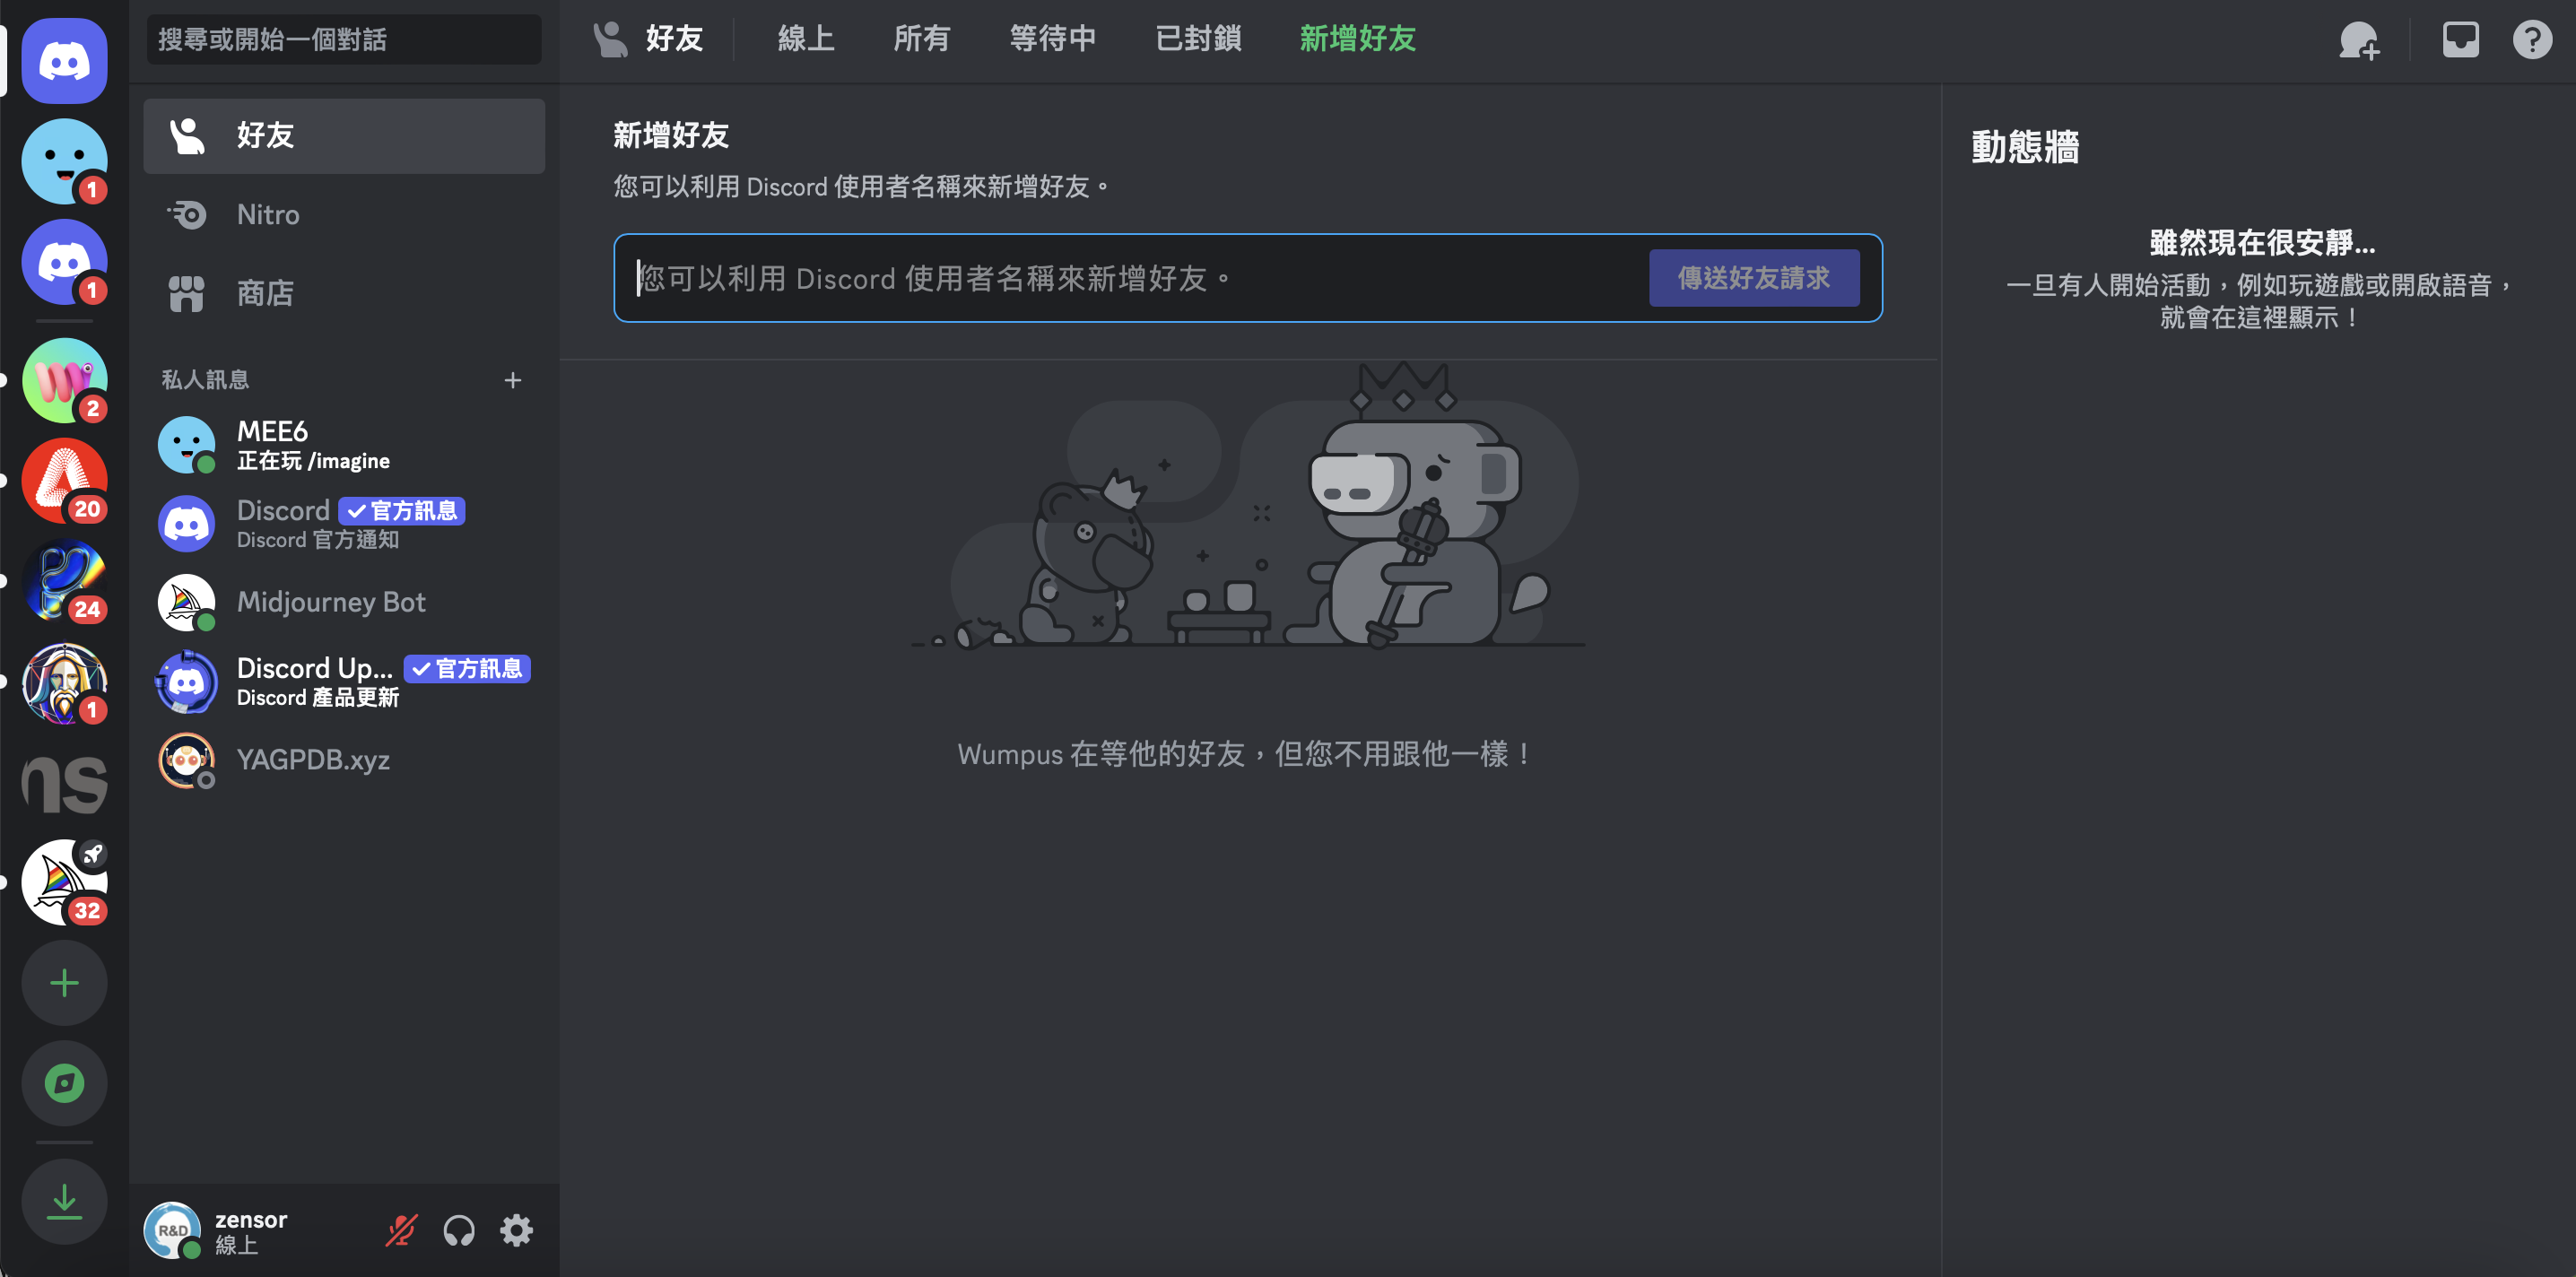 搜尋或開始一個對話
好友
線上
所有
等待中
已封鎖
新增好友
1
1
2
20
24
1
ns
32
好友
Nitro
商店
私人訊息
MEE6
正在玩 /imagine
Discord 官方訊息
Discord 官方通知
Midjourney Bot
Discord Up... 官方訊息
Discord 產品更新
YAGPDB.xyz
R&D
zensor
線上
新增好友
您可以利用 Discord 使用者名稱來新增好友。
您可以利用 Discord 使用者名稱來新增好友。
傳送好友請求
Wumpus 在等他的好友，但您不用跟他一樣！
動態牆
雖然現在很安靜...
一旦有人開始活動，例如玩遊戲或開啟語音，
就會在這裡顯示！